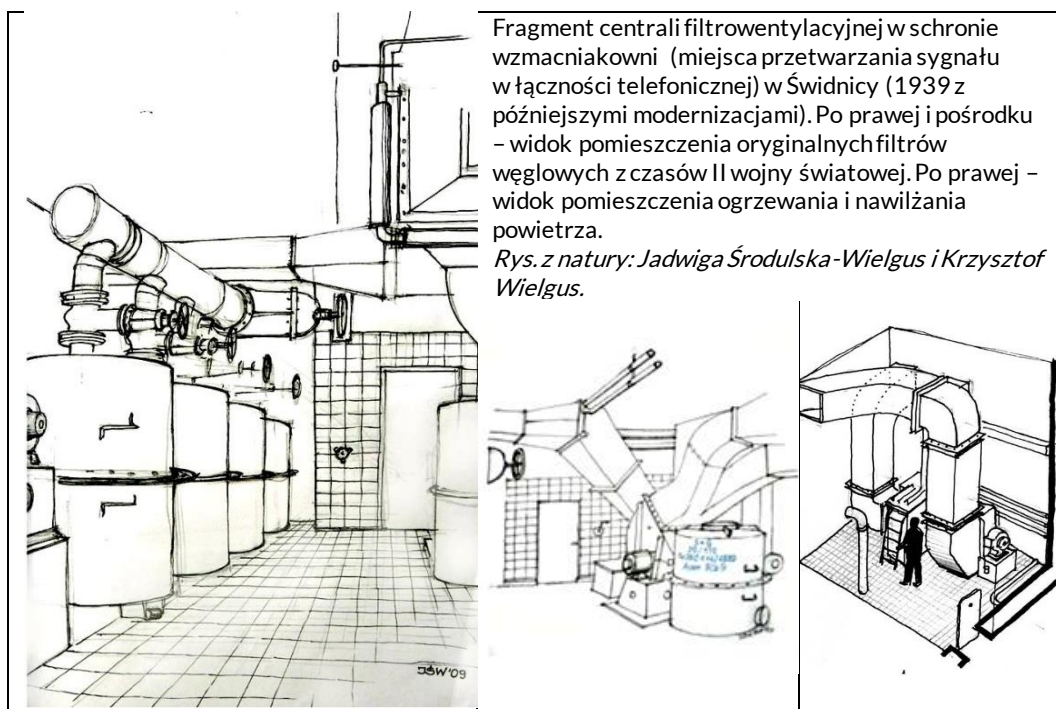 Fragment centrali filtrowentylacyjnej w schronie
wzmacniakowni (miejsca przetwarzania sygnału
w łączności telefonicznej) w Świdnicy (1939 z
późniejszymi modernizacjami). Po prawej i pośrodku
– widok pomieszczenia oryginalnych filtrów
węglowych z czasów II wojny światowej. Po prawej –
widok pomieszczenia ogrzewania i nawilżania
powietrza.
Rys. z natury: Jadwiga Środulska-Wielgus i Krzysztof
Wielgus.
JŚW'09